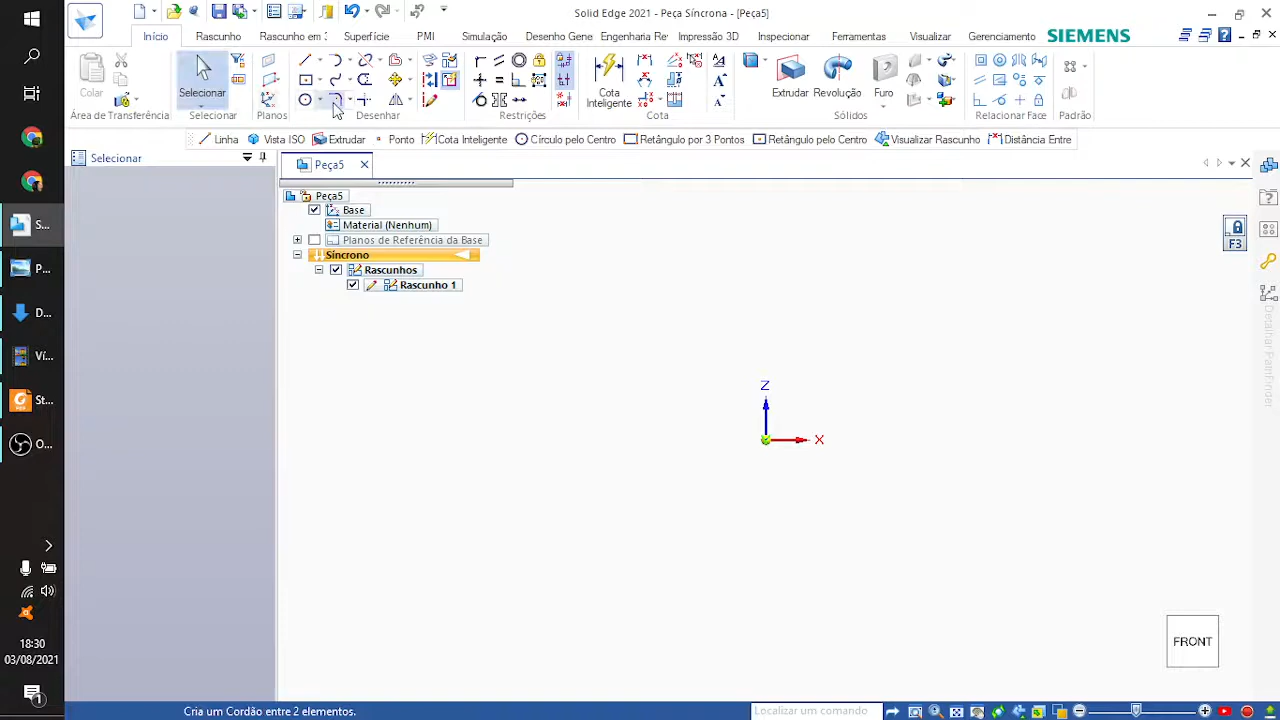 Solid Edge 2021 - Peça Síncrona - [Peça5]
Início
Rascunho
Rascunho em :
Superfície
PMI
Simulação
Desenho Gene
Engenharia Re
Impressão 3D
Inspecionar
Ferramentas
Visualizar
Gerenciamento
SIEMENS
Colar
Selecionar
Cota
Inteligente
Extrudar
Revolução
Furo
Área de Transferência
Selecionar
Planos
Desenhar
Restrições
Cota
Sólidos
Relacionar Face
Padrão
Linha
Vista ISO
Extrudar
Ponto
Cota Inteligente
Círculo pelo Centro
Retângulo por 3 Pontos
Retângulo pelo Centro
Visualizar Rascunho
Distância Entre
Selecionar
Peça5
Peça5
Base
Material (Nenhum)
Planos de Referência da Base
Síncrono
Rascunhos
Rascunho 1
F3
Detalhar PathFinder
S...
P...
D...
Ví...
St...
O...
Z
X
FRONT
18:30
03/08/2021
Cria um Cordão entre 2 elementos.
Localizar um comando